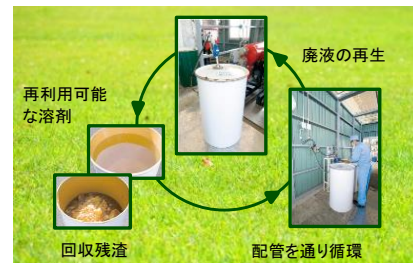 廃液の再生
再利用可能
な溶剤
回収残渣
配管を通り循環